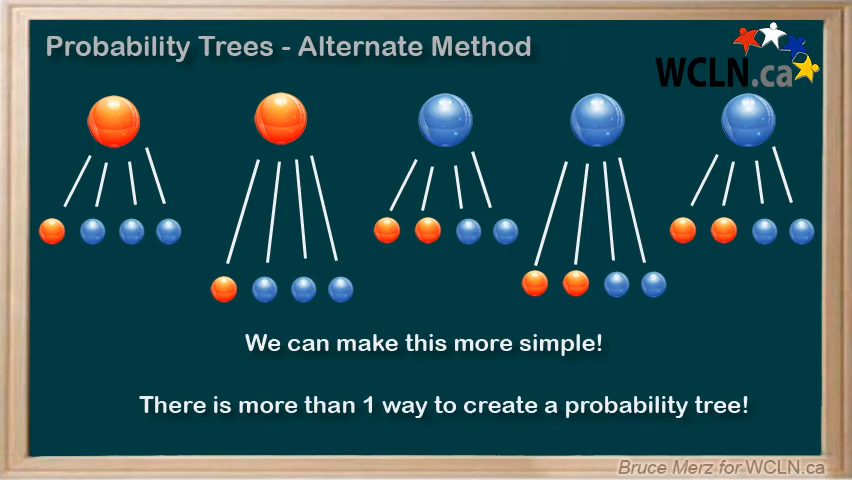 Probability Trees - Alternate Method
WCLN.ca
We can make this more simple!
There is more than 1 way to create a probability tree!
Bruce Merz for WCLN.ca